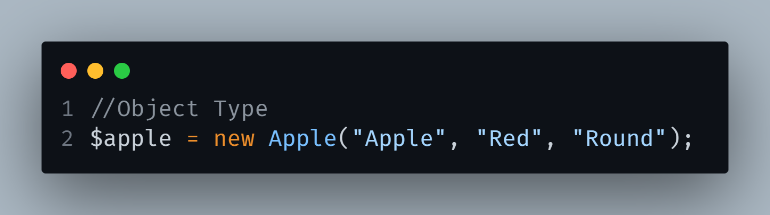 1 //Object Type
2 $apple = new Apple("Apple", "Red", "Round");